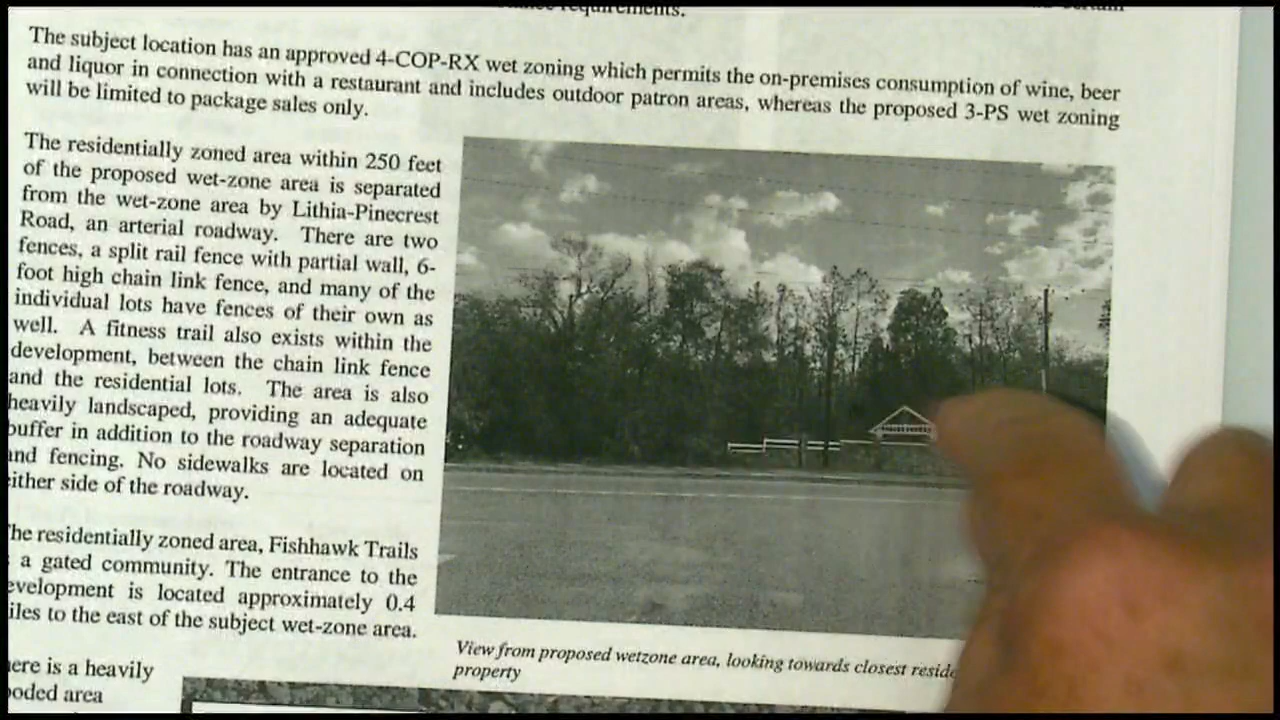 requirements.
The subject location has an approved 4-COP-RX wet zoning which permits the on-premises consumption of wine, beer
and liquor in connection with a restaurant and includes outdoor patron areas, whereas the proposed 3-PS wet zoning
will be limited to package sales only.
The residentially zoned area within 250 feet
of the proposed wet-zone area is separated
from the wet-zone area by Lithia-Pinecrest
Road, an arterial roadway. There are two
fences, a split rail fence with partial wall, 6-
foot high chain link fence, and many of the
individual lots have fences of their own as
well. A fitness trail also exists within the
development, between the chain link fence
and the residential lots. The area is also
heavily landscaped, providing an adequate
buffer in addition to the roadway separation
and fencing. No sidewalks are located on
either side of the roadway.
The residentially zoned area, Fishhawk Trails
a gated community. The entrance to the
evelopment is located approximately 0.4
iles to the east of the subject wet-zone area.
ere is a heavily
ooded area
View from proposed wetzone area, looking towards closest reside
property